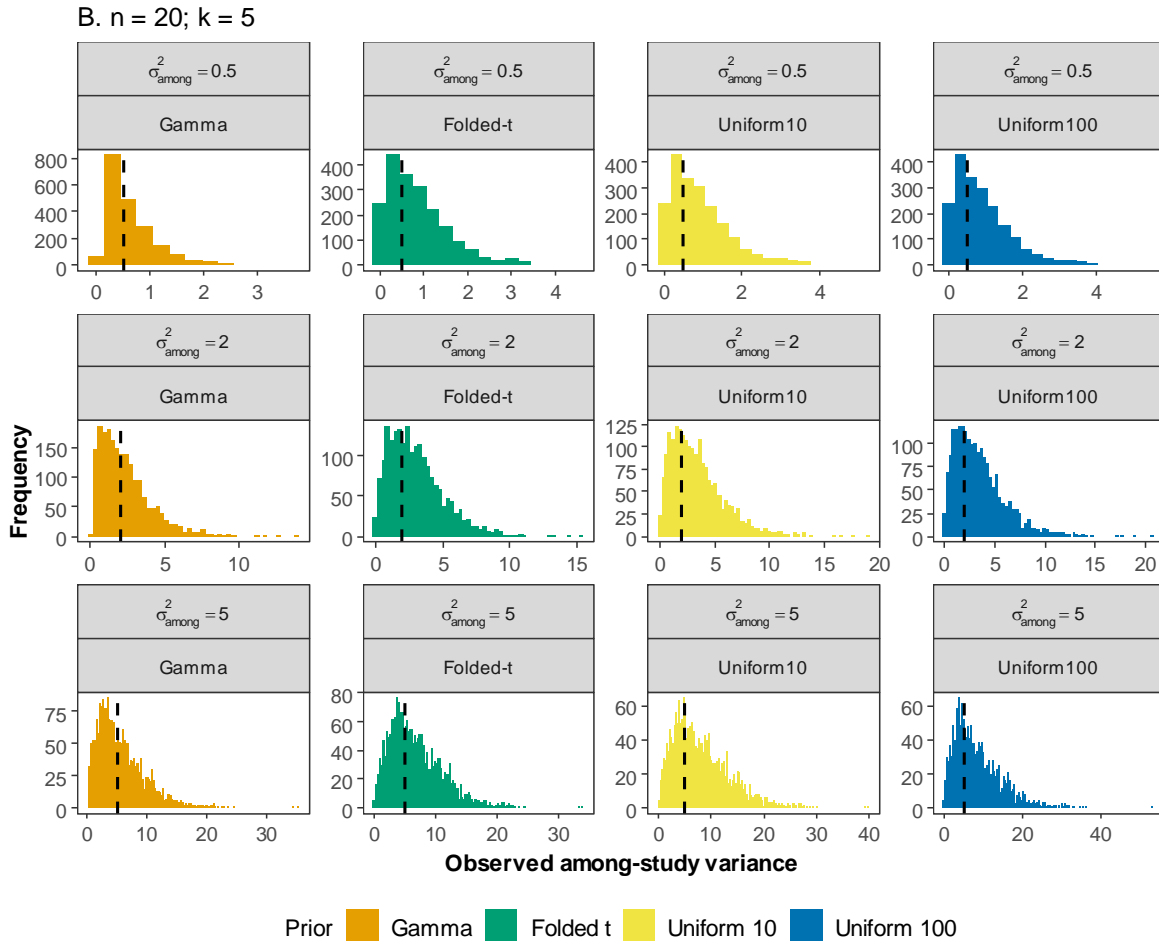 B. n = 20; k = 5
σ²among = 0.5 σ²among = 0.5 σ²among = 0.5 σ²among = 0.5
Gamma Folded-t Uniform10 Uniform100
800 600 400 200 0
400 300 200 100 0
400 300 200 100 0
400 300 200 100 0
0 1 2 3 0 1 2 3 4 0 2 4 0 2 4
σ²among = 2 σ²among = 2 σ²among = 2 σ²among = 2
Gamma Folded-t Uniform10 Uniform100
150 100 50 0
100 50 0
125 100 75 50 25 0
100 75 50 25 0
0 5 10 0 5 10 15 0 5 10 15 20 0 5 10 15 20
Frequency
σ²among = 5 σ²among = 5 σ²among = 5 σ²among = 5
Gamma Folded-t Uniform10 Uniform100
75 50 25 0
80 60 40 20 0
60 40 20 0
60 40 20 0
0 10 20 30 0 10 20 30 0 10 20 30 40 0 20 40
Observed among-study variance
Prior Gamma Folded t Uniform 10 Uniform 100